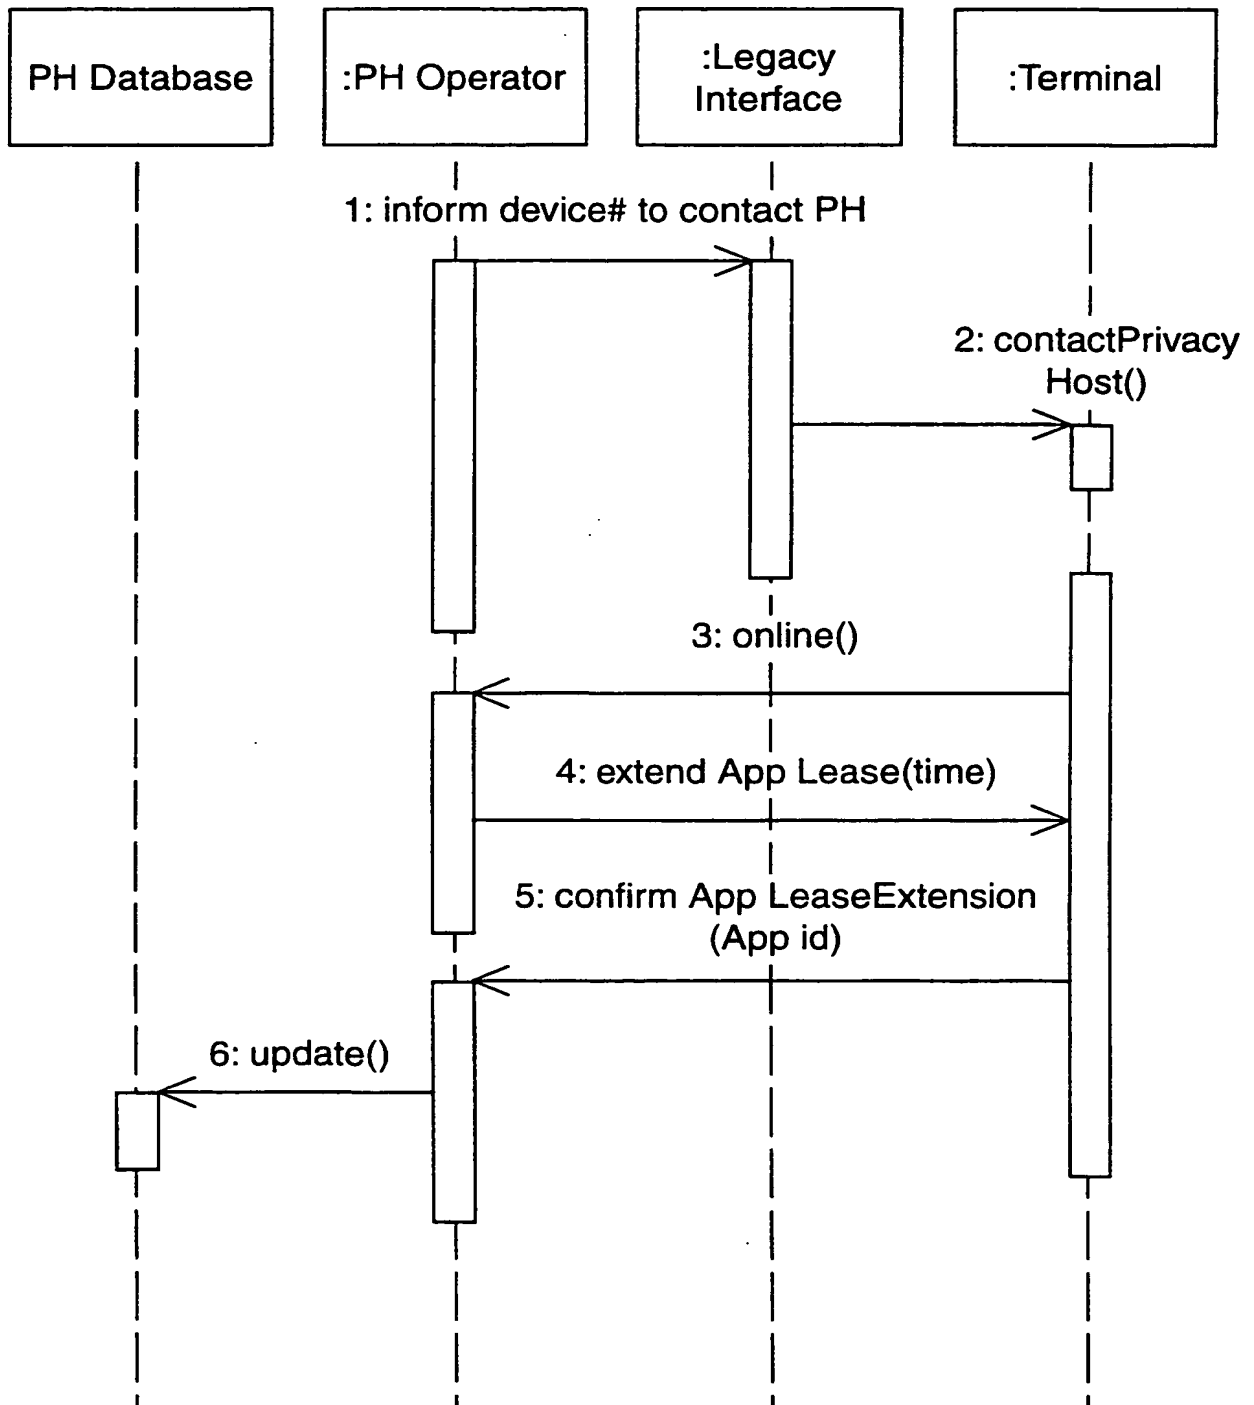 PH Database
:PH Operator
:Legacy
Interface
:Terminal
1: inform device# to contact PH
2: contactPrivacy
Host()
3: online()
4: extend App Lease(time)
5: confirm App LeaseExtension
(App id)
6: update()